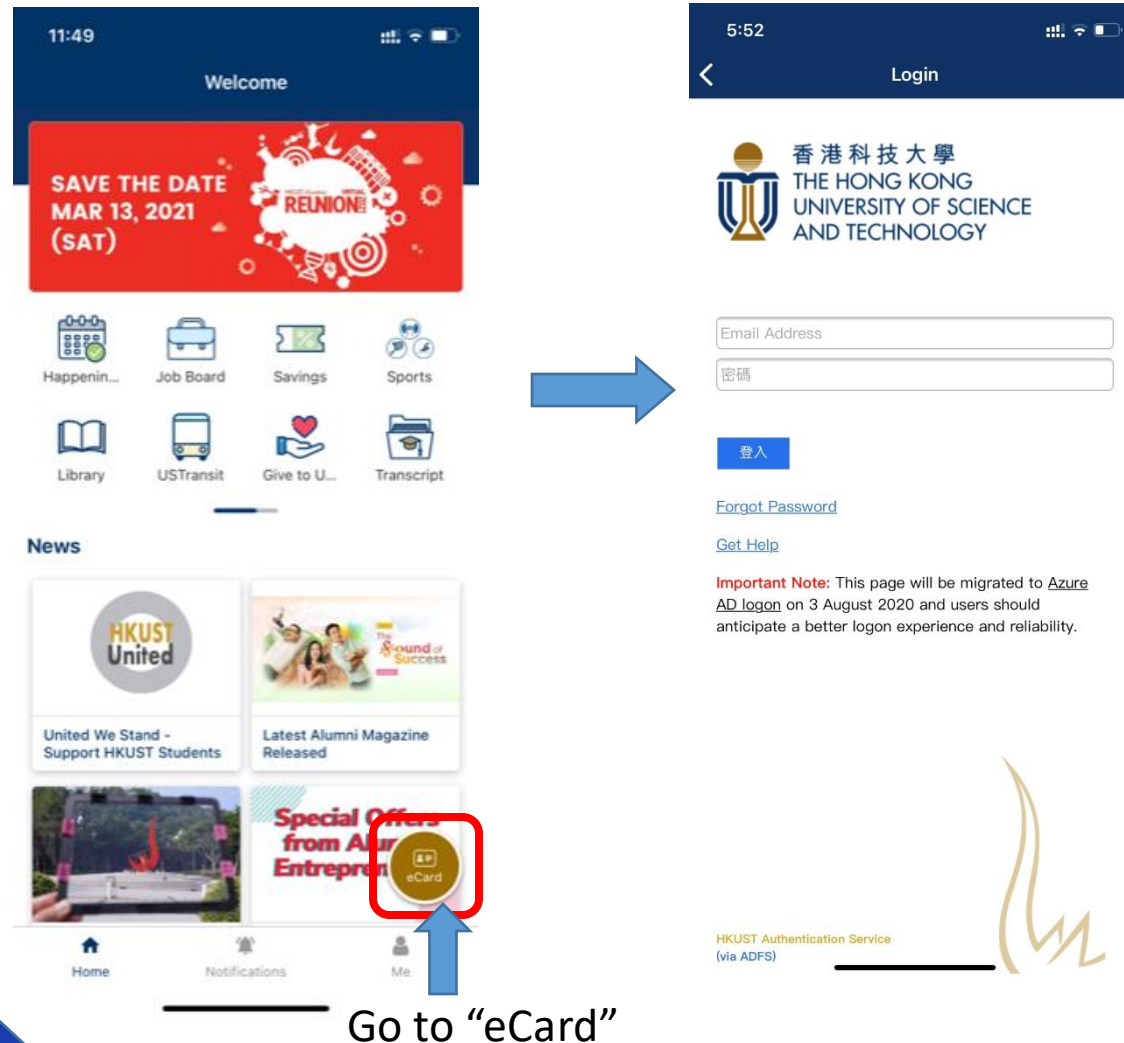 11:49
Welcome
SAVE THE DATE
MAR 13, 2021
(SAT)
REUNION
Happenin...
Job Board
Savings
Sports
Library
USTransit
Give to U...
Transcript
News
HKUST
United
The
Sound of
Success
United We Stand -
Support HKUST Students
Latest Alumni Magazine
Released
Special Offers
from
eCard
Home
Notifications
Me
Go to “eCard”
5:52
Login
香港科技大學
THE HONG KONG
UNIVERSITY OF SCIENCE
AND TECHNOLOGY
Email Address
密碼
登入
Forgot Password
Get Help
Important Note: This page will be migrated to Azure
AD logon on 3 August 2020 and users should
anticipate a better logon experience and reliability.
HKUST Authentication Service
(via ADFS)